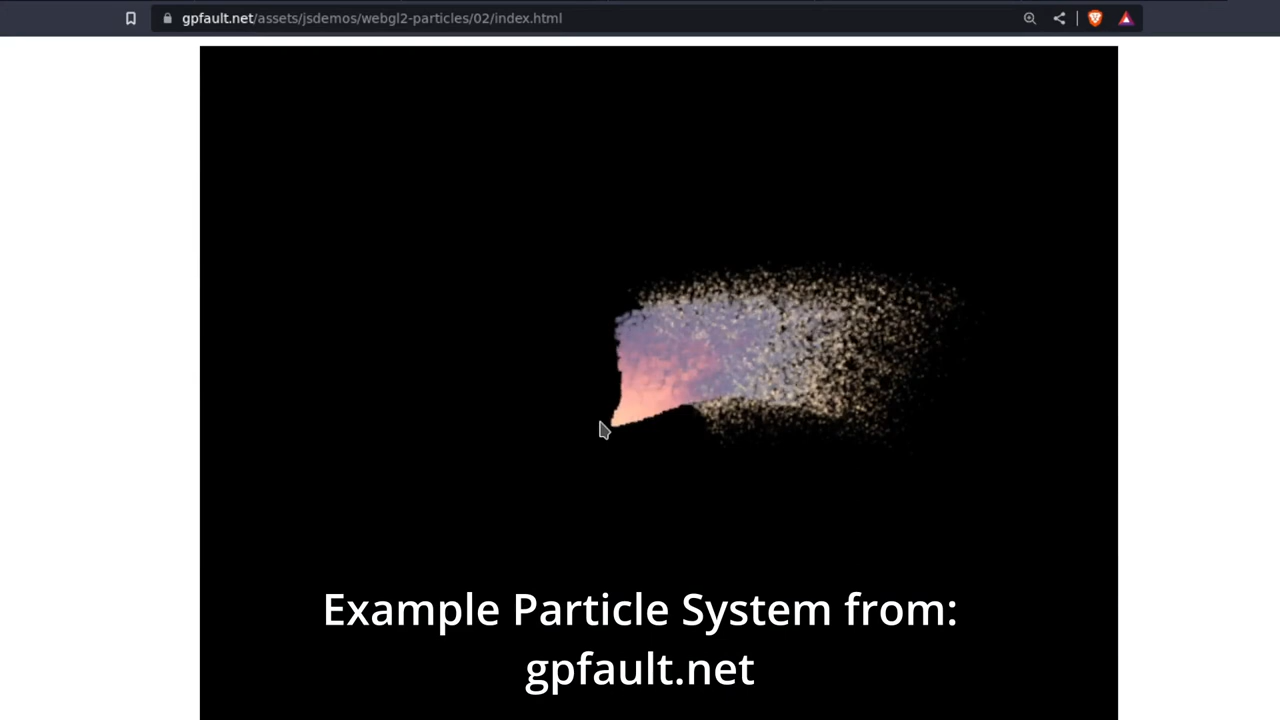 gpfault.net/assets/jsdemos/webgl2-particles/02/index.html
Example Particle System from:
gpfault.net